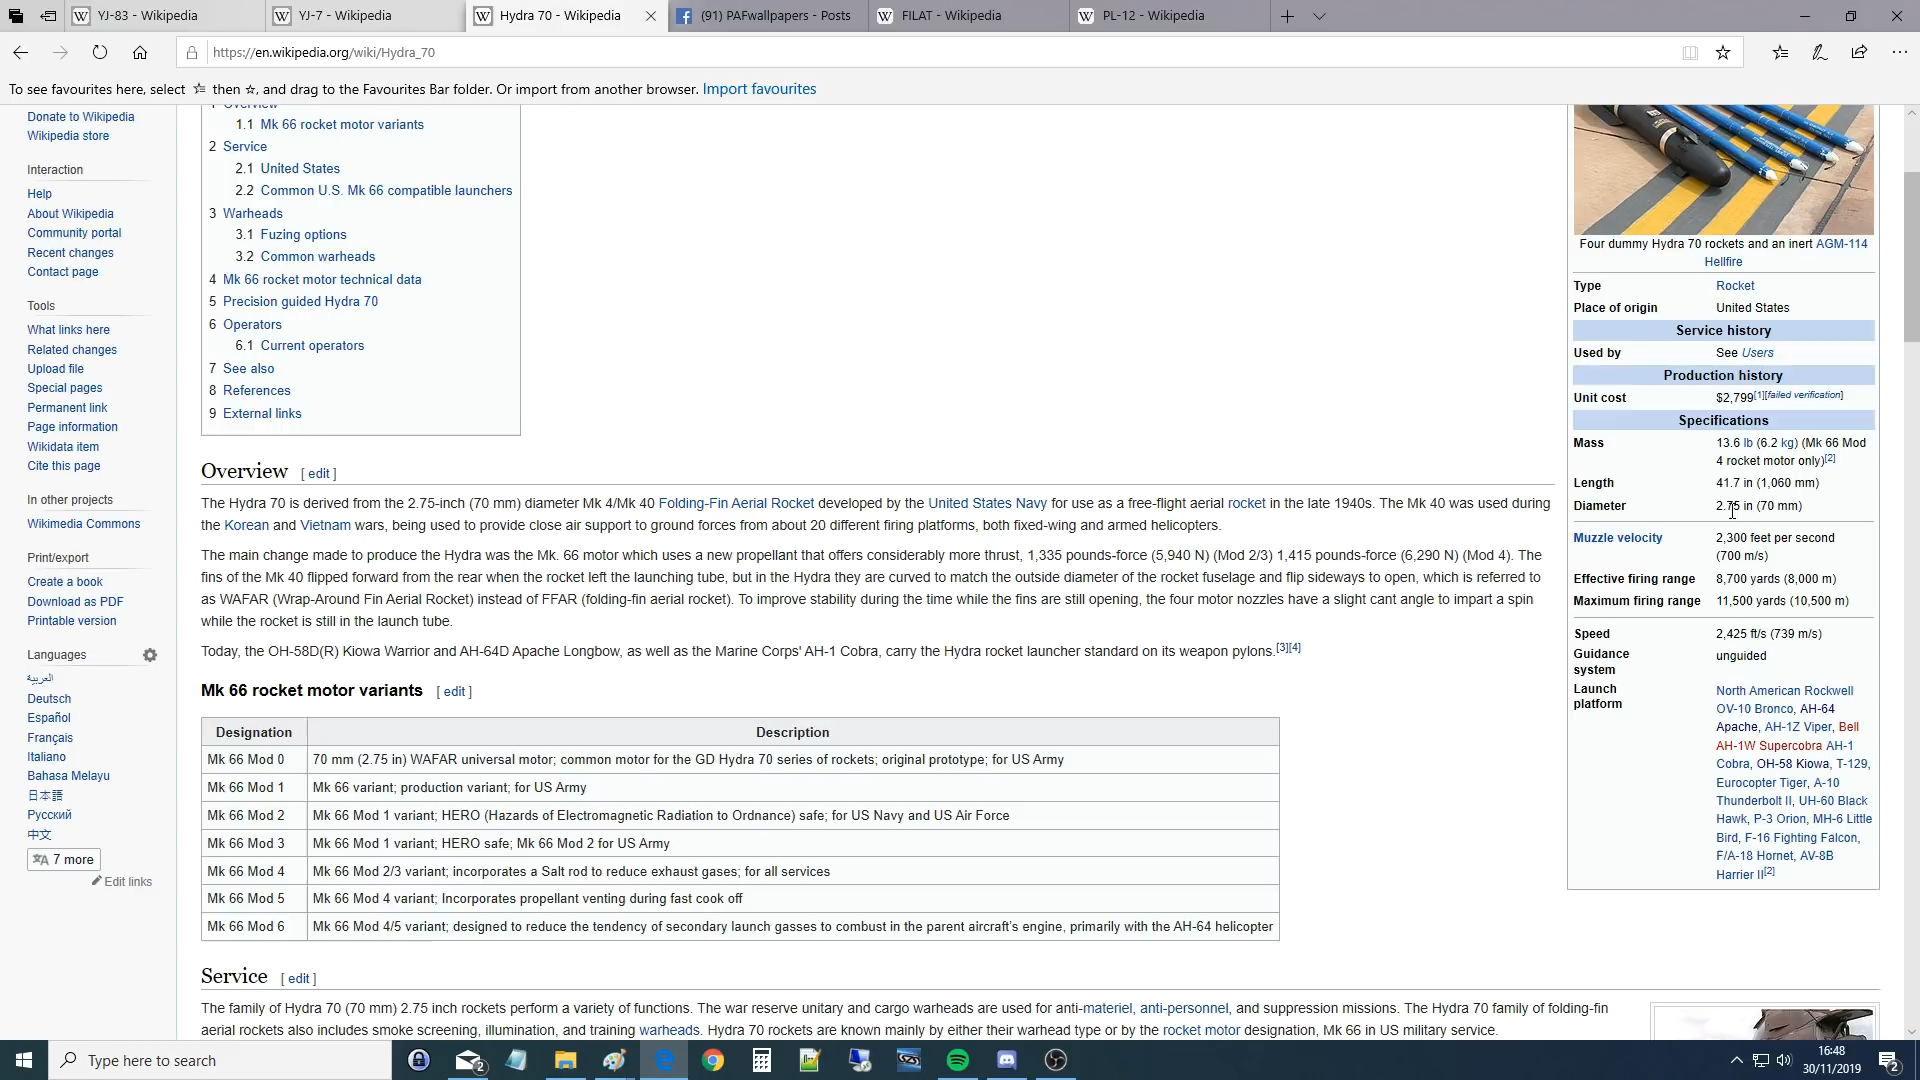 YJ-83 - Wikipedia
YJ-7 - Wikipedia
Hydra 70 - Wikipedia
(91) PAFwallpapers - Posts
FILAT - Wikipedia
PL-12 - Wikipedia
https://en.wikipedia.org/wiki/Hydra_70
To see favourites here, select then , and drag to the Favourites Bar folder. Or import from another browser. Import favourites
Donate to Wikipedia
Wikipedia store
Interaction
Help
About Wikipedia
Community portal
Recent changes
Contact page
Tools
What links here
Related changes
Upload file
Special pages
Permanent link
Page information
Wikidata item
Cite this page
In other projects
Wikimedia Commons
Print/export
Create a book
Download as PDF
Printable version
Languages
العربية
Deutsch
Español
Français
Italiano
Bahasa Melayu
日本語
Русский
中文
7 more
Edit links
1 Overview
1.1 Mk 66 rocket motor variants
2 Service
2.1 United States
2.2 Common U.S. Mk 66 compatible launchers
3 Warheads
3.1 Fuzing options
3.2 Common warheads
4 Mk 66 rocket motor technical data
5 Precision guided Hydra 70
6 Operators
6.1 Current operators
7 See also
8 References
9 External links
Overview [ edit ]
The Hydra 70 is derived from the 2.75-inch (70 mm) diameter Mk 4/Mk 40 Folding-Fin Aerial Rocket developed by the United States Navy for use as a free-flight aerial rocket in the late 1940s. The Mk 40 was used during
the Korean and Vietnam wars, being used to provide close air support to ground forces from about 20 different firing platforms, both fixed-wing and armed helicopters.
The main change made to produce the Hydra was the Mk. 66 motor which uses a new propellant that offers considerably more thrust, 1,335 pounds-force (5,940 N) (Mod 2/3) 1,415 pounds-force (6,290 N) (Mod 4). The
fins of the Mk 40 flipped forward from the rear when the rocket left the launching tube, but in the Hydra they are curved to match the outside diameter of the rocket fuselage and flip sideways to open, which is referred to
as WAFAR (Wrap-Around Fin Aerial Rocket) instead of FFAR (folding-fin aerial rocket). To improve stability during the time while the fins are still opening, the four motor nozzles have a slight cant angle to impart a spin
while the rocket is still in the launch tube.
Today, the OH-58D(R) Kiowa Warrior and AH-64D Apache Longbow, as well as the Marine Corps' AH-1 Cobra, carry the Hydra rocket launcher standard on its weapon pylons.[3][4]
Mk 66 rocket motor variants [ edit ]
Designation Description
Mk 66 Mod 0 70 mm (2.75 in) WAFAR universal motor; common motor for the GD Hydra 70 series of rockets; original prototype; for US Army
Mk 66 Mod 1 Mk 66 variant; production variant; for US Army
Mk 66 Mod 2 Mk 66 Mod 1 variant; HERO (Hazards of Electromagnetic Radiation to Ordnance) safe; for US Navy and US Air Force
Mk 66 Mod 3 Mk 66 Mod 1 variant; HERO safe; Mk 66 Mod 2 for US Army
Mk 66 Mod 4 Mk 66 Mod 2/3 variant; incorporates a Salt rod to reduce exhaust gases; for all services
Mk 66 Mod 5 Mk 66 Mod 4 variant; Incorporates propellant venting during fast cook off
Mk 66 Mod 6 Mk 66 Mod 4/5 variant; designed to reduce the tendency of secondary launch gasses to combust in the parent aircraft's engine, primarily with the AH-64 helicopter
Service [ edit ]
The family of Hydra 70 (70 mm) 2.75 inch rockets perform a variety of functions. The war reserve unitary and cargo warheads are used for anti-materiel, anti-personnel, and suppression missions. The Hydra 70 family of folding-fin
aerial rockets also includes smoke screening, illumination, and training warheads. Hydra 70 rockets are known mainly by either their warhead type or by the rocket motor designation, Mk 66 in US military service.
Four dummy Hydra 70 rockets and an inert AGM-114
Hellfire
Type Rocket
Place of origin United States
Service history
Used by See Users
Production history
Unit cost $2,799[1][failed verification]
Specifications
Mass 13.6 lb (6.2 kg) (Mk 66 Mod
4 rocket motor only)[2]
Length 41.7 in (1,060 mm)
Diameter 2.75 in (70 mm)
Muzzle velocity 2,300 feet per second
(700 m/s)
Effective firing range 8,700 yards (8,000 m)
Maximum firing range 11,500 yards (10,500 m)
Speed 2,425 ft/s (739 m/s)
Guidance
system unguided
Launch
platform North American Rockwell
OV-10 Bronco, AH-64
Apache, AH-1Z Viper, Bell
AH-1W Supercobra AH-1
Cobra, OH-58 Kiowa, T-129,
Eurocopter Tiger, A-10
Thunderbolt II, UH-60 Black
Hawk, P-3 Orion, MH-6 Little
Bird, F-16 Fighting Falcon,
F/A-18 Hornet, AV-8B
Harrier II[2]
Type here to search
2
16:48
30/11/2019
2